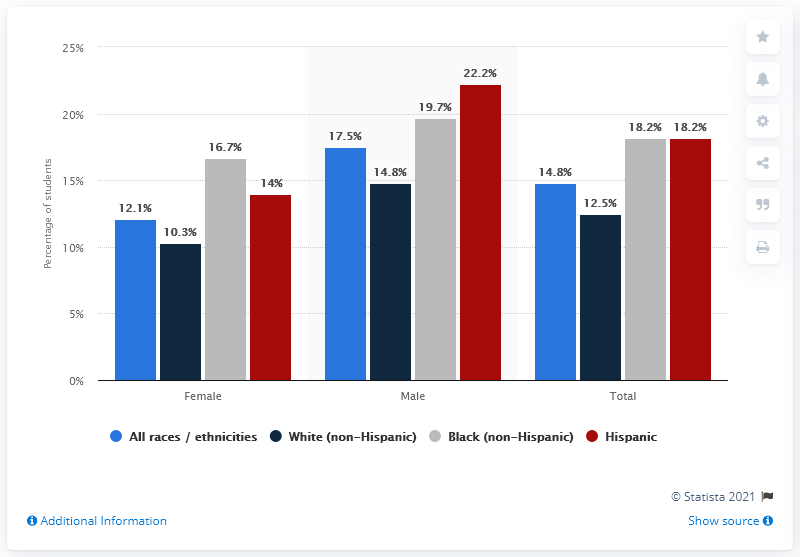 25%
20%
15%
10%
5%
0%
Percentage of students
12.1%
10.3%
16.7%
14%
17.5%
14.8%
19.7%
22.2%
14.8%
12.5%
18.2%
18.2%
Female
Male
Total
All races / ethnicities
White (non-Hispanic)
Black (non-Hispanic)
Hispanic
© Statista 2021
Additional Information
Show source